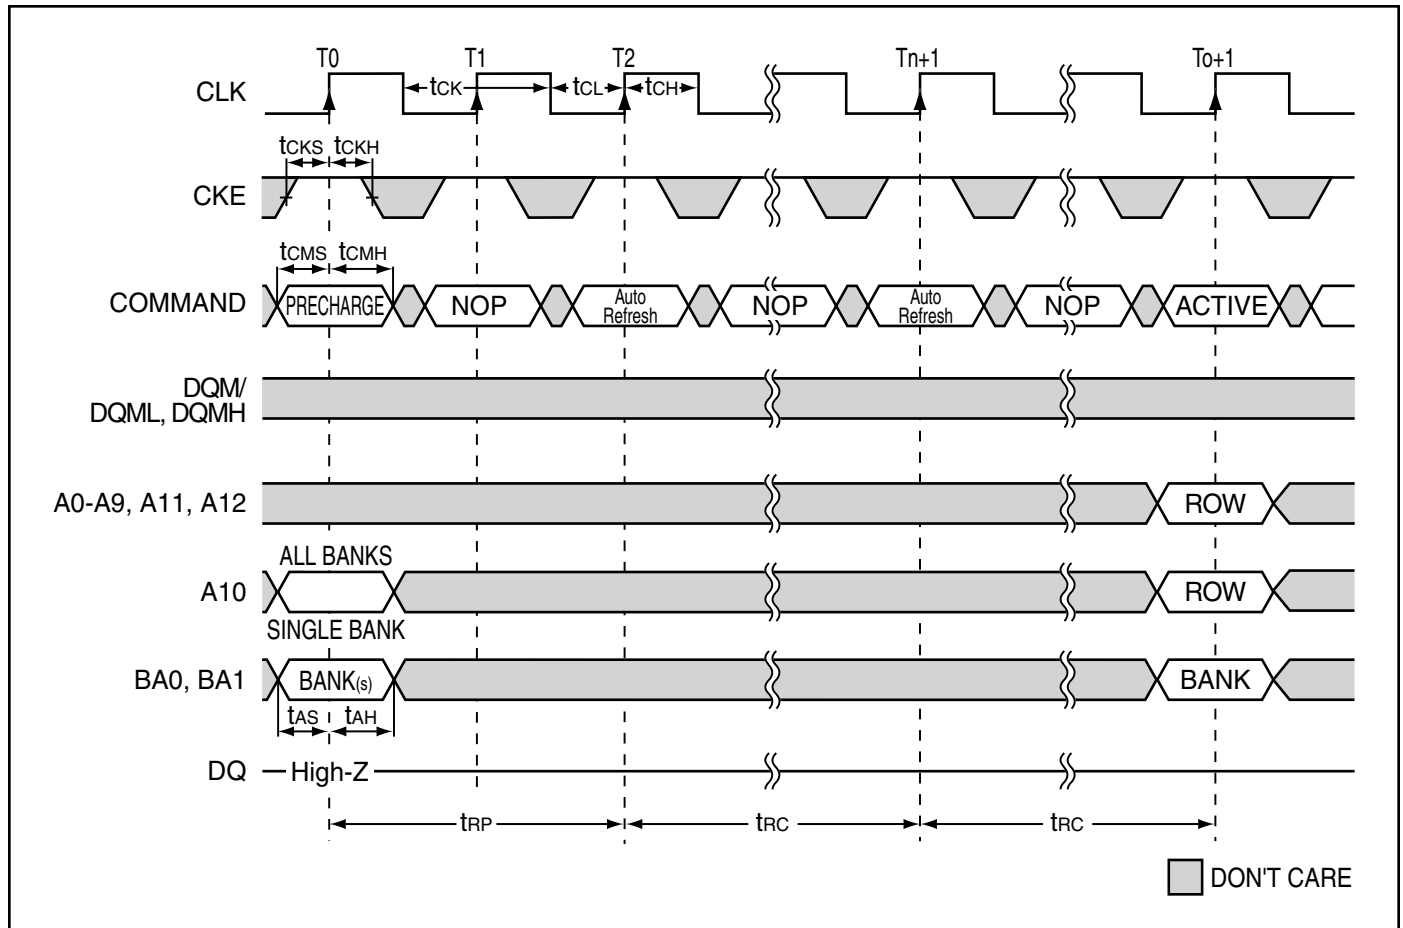 T0 T1 T2 Tn+1 To+1
CLK tCK tCL tCH
tCKS tCKH
CKE
tCMS tCMH
COMMAND PRECHARGE NOP Auto Refresh NOP Auto Refresh NOP ACTIVE
DQM/
DQML, DQMH
A0-A9, A11, A12 ROW
ALL BANKS
A10 ROW
SINGLE BANK
BA0, BA1 BANK(s) BANK
tAS tAH
DQ High-Z
tRP tRC tRC
DON'T CARE